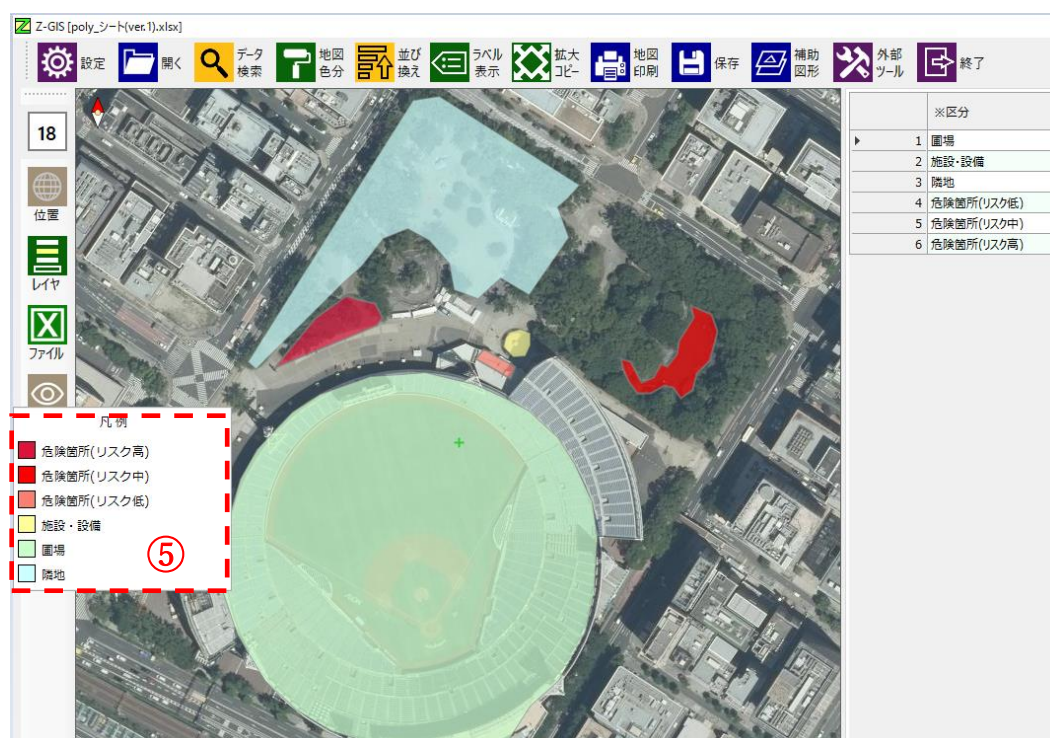 Z-GIS [poly_シート(ver.1).xlsx]
設定 開く データ検索 地図色分 並び換え ラベル表示 拡大コピー 地図印刷 保存 補助図形 外部ツール 終了
18
位置
レイヤ
ファイル
※区分
1 圃場
2 施設・設備
3 隣地
4 危険箇所(リスク低)
5 危険箇所(リスク中)
6 危険箇所(リスク高)
凡例
危険箇所(リスク高)
危険箇所(リスク中)
危険箇所(リスク低)
施設・設備
圃場
隣地
⑤